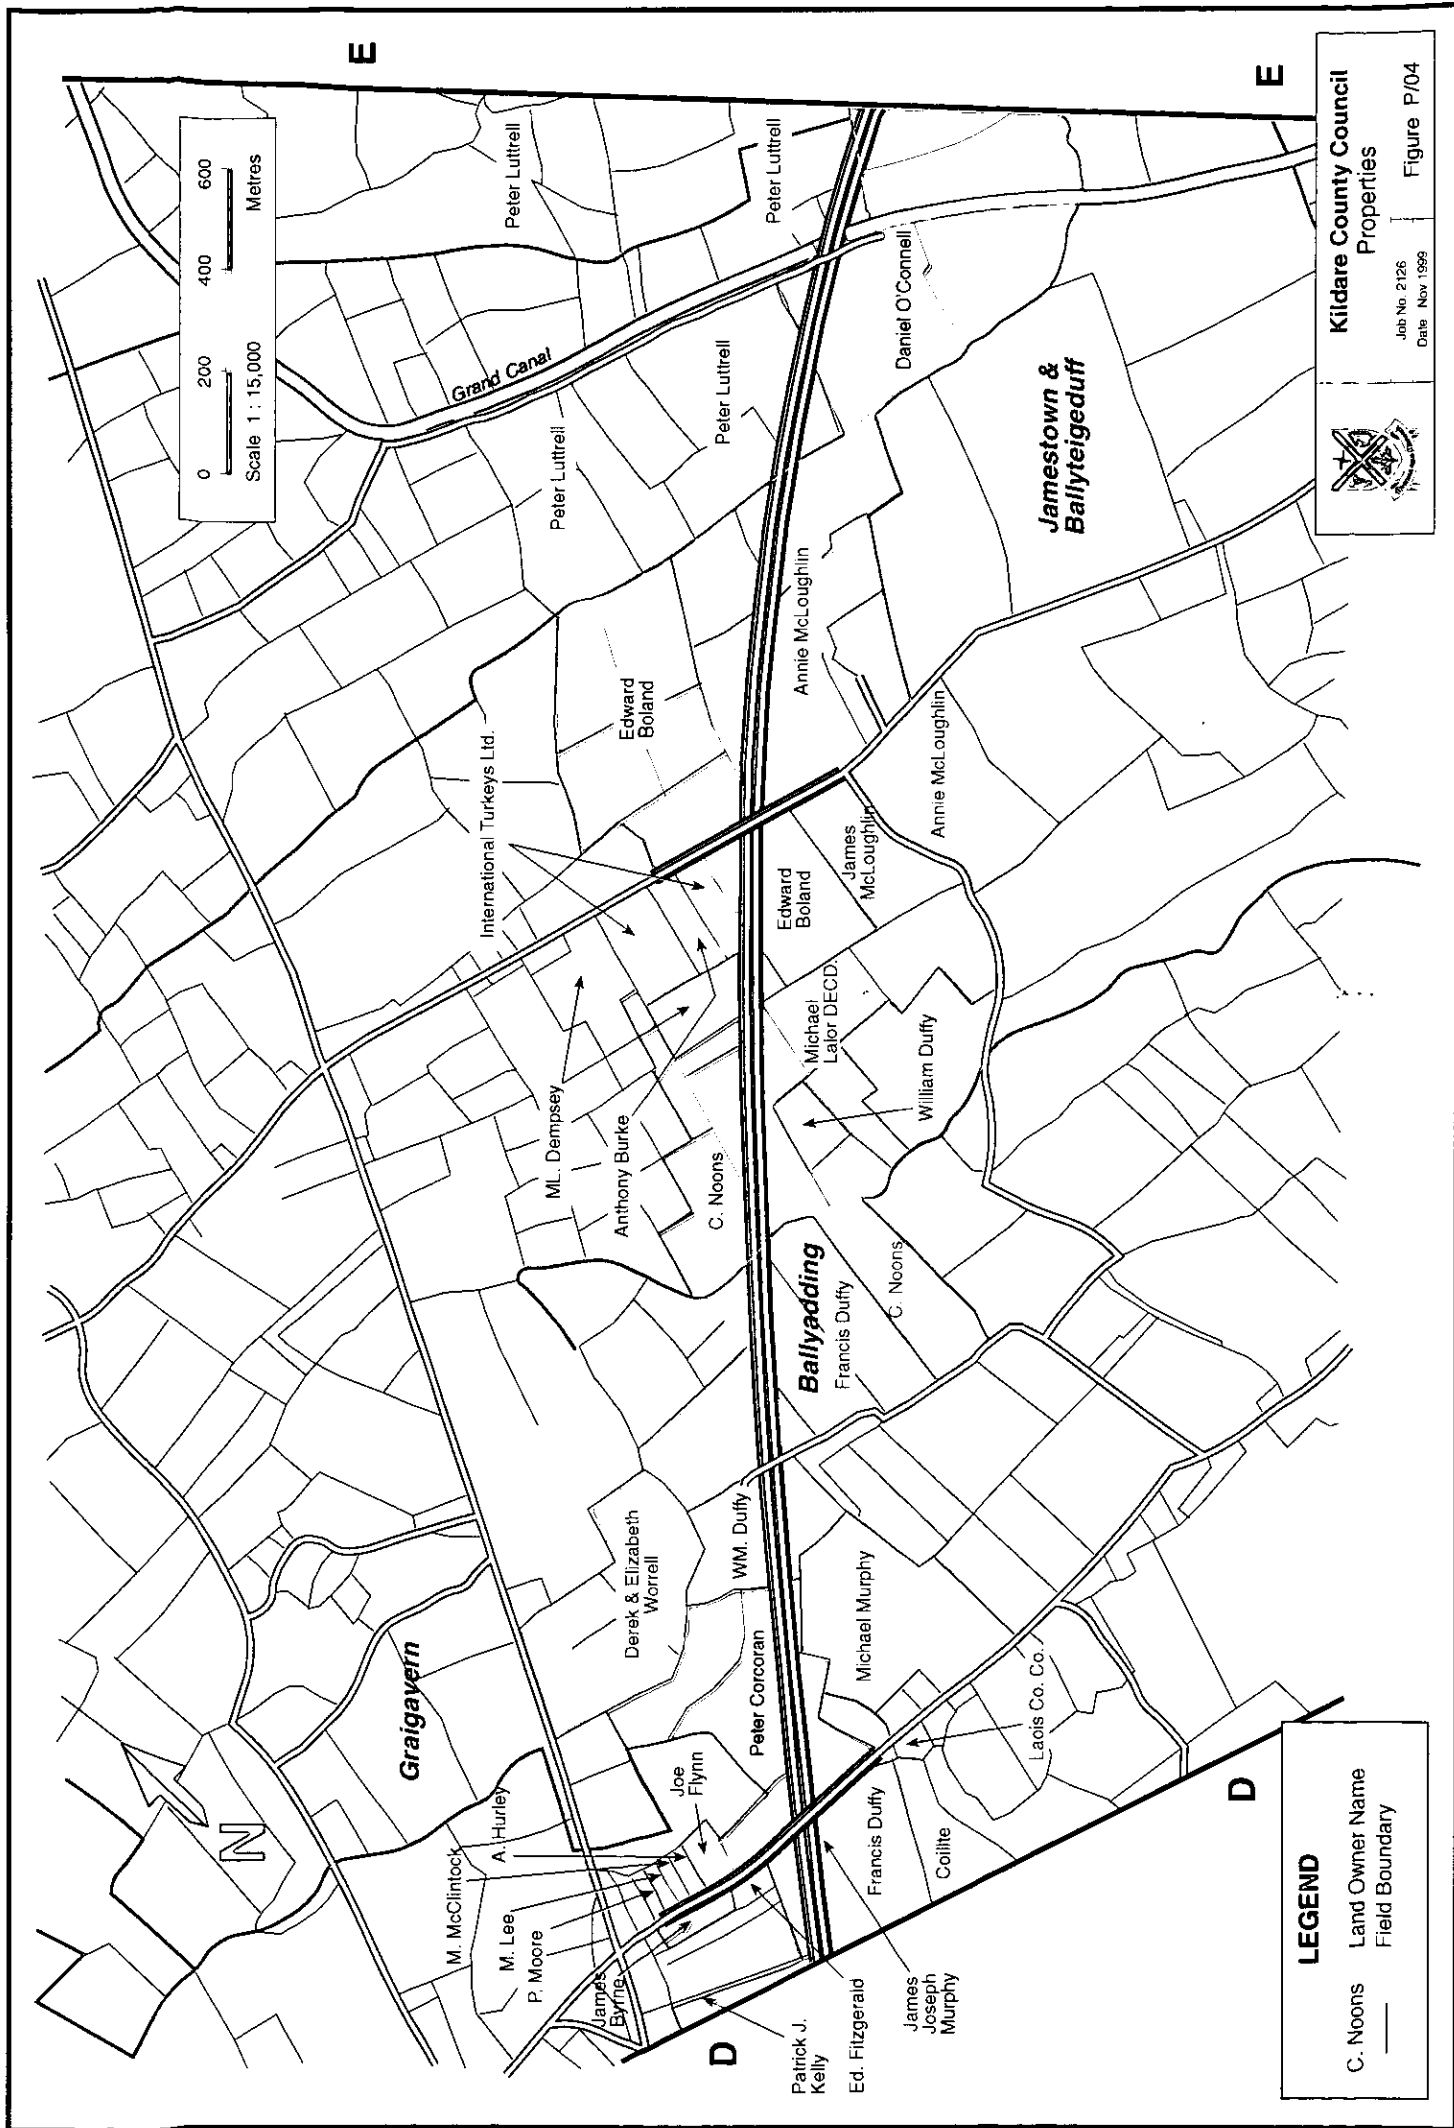 E
E
D
D
0
200
400
600
Scale 1 : 15,000
Metres
Kildare County Council
Properties
Job No. 2126
Date Nov 1999
Figure P/04
LEGEND
C. Noons
Land Owner Name
Field Boundary
N
Graigavern
Ballyadding
Jamestown &
Ballyteigeduff
Grand Canal
M. McClintock
A. Hurley
M. Lee
P. Moore
James
Byrne
Joe
Flynn
Patrick J.
Kelly
Ed. Fitzgerald
James
Joseph
Murphy
Francis Duffy
Coillte
Laois Co. Co.
Peter Corcoran
Michael Murphy
Derek & Elizabeth
Worrell
WM. Duffy
Francis Duffy
C. Noons
C. Noons
Anthony Burke
ML. Dempsey
International Turkeys Ltd.
William Duffy
Michael
Lalor DECD.
Edward
Boland
James
McLoughlin
Annie McLoughlin
Edward
Boland
Annie McLoughlin
Peter Luttrell
Peter Luttrell
Daniel O'Connell
Peter Luttrell
Peter Luttrell